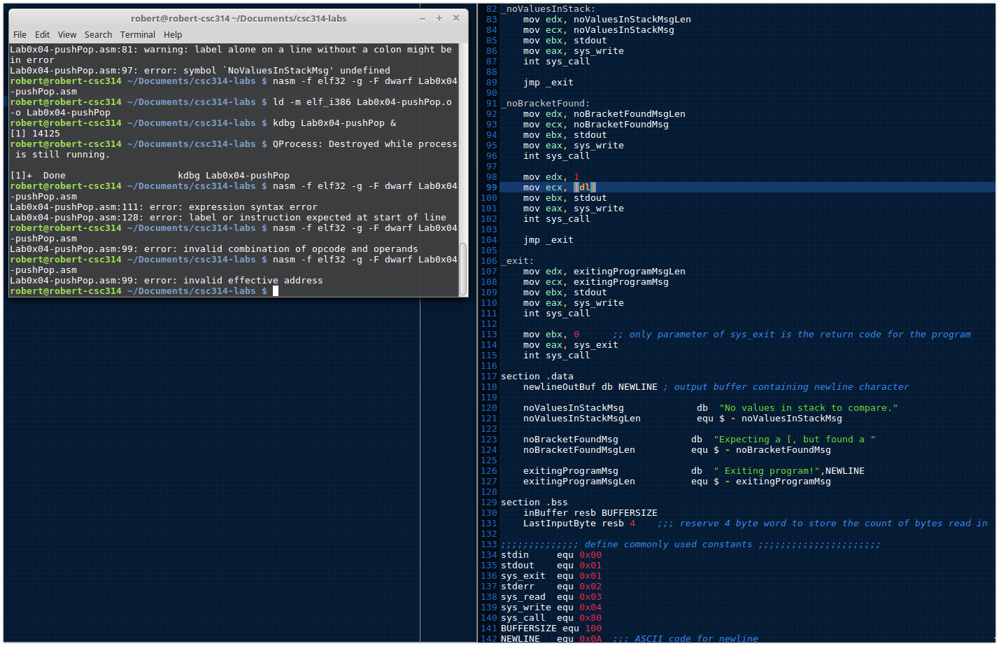 robert@robert-csc314 ~/Documents/csc314-labs
File Edit View Search Terminal Help
Lab0x04-pushPop.asm:81: warning: label alone on a line without a colon might be
in error
Lab0x04-pushPop.asm:97: error: symbol `NoValuesInStackMsg' undefined
robert@robert-csc314 ~/Documents/csc314-labs $ nasm -f elf32 -g -F dwarf Lab0x04
-pushPop.asm
robert@robert-csc314 ~/Documents/csc314-labs $ ld -m elf_i386 Lab0x04-pushPop.o
-o Lab0x04-pushPop
robert@robert-csc314 ~/Documents/csc314-labs $ kdbg Lab0x04-pushPop &
[1] 14125
robert@robert-csc314 ~/Documents/csc314-labs $ QProcess: Destroyed while process
 is still running.

[1]+  Done                    kdbg Lab0x04-pushPop
robert@robert-csc314 ~/Documents/csc314-labs $ nasm -f elf32 -g -F dwarf Lab0x04
-pushPop.asm
Lab0x04-pushPop.asm:111: error: expression syntax error
Lab0x04-pushPop.asm:128: error: label or instruction expected at start of line
robert@robert-csc314 ~/Documents/csc314-labs $ nasm -f elf32 -g -F dwarf Lab0x04
-pushPop.asm
Lab0x04-pushPop.asm:99: error: invalid combination of opcode and operands
robert@robert-csc314 ~/Documents/csc314-labs $ nasm -f elf32 -g -F dwarf Lab0x04
-pushPop.asm
Lab0x04-pushPop.asm:99: error: invalid effective address
robert@robert-csc314 ~/Documents/csc314-labs $
82 _noValuesInStack:
83     mov edx, noValuesInStackMsgLen
84     mov ecx, noValuesInStackMsg
85     mov ebx, stdout
86     mov eax, sys_write
87     int sys_call
88
89     jmp _exit
90
91 _noBracketFound:
92     mov edx, noBracketFoundMsgLen
93     mov ecx, noBracketFoundMsg
94     mov ebx, stdout
95     mov eax, sys_write
96     int sys_call
97
98     mov edx, 1
99     mov ecx, [dl]
100     mov ebx, stdout
101     mov eax, sys_write
102     int sys_call
103
104     jmp _exit
105
106 _exit:
107     mov edx, exitingProgramMsgLen
108     mov ecx, exitingProgramMsg
109     mov ebx, stdout
110     mov eax, sys_write
111     int sys_call
112
113     mov ebx, 0      ;; only parameter of sys_exit is the return code for the program
114     mov eax, sys_exit
115     int sys_call
116
117 section .data
118     newlineOutBuf db NEWLINE ; output buffer containing newline character
119
120     noValuesInStackMsg             db  "No values in stack to compare."
121     noValuesInStackMsgLen          equ $ - noValuesInStackMsg
122
123     noBracketFoundMsg             db  "Expecting a [, but found a "
124     noBracketFoundMsgLen          equ $ - noBracketFoundMsg
125
126     exitingProgramMsg             db  " Exiting program!",NEWLINE
127     exitingProgramMsgLen          equ $ - exitingProgramMsg
128
129 section .bss
130     inBuffer resb BUFFERSIZE
131     LastInputByte resb 4    ;;; reserve 4 byte word to store the count of bytes read in
132
133 ;;;;;;;;;;;;;; define commonly used constants ;;;;;;;;;;;;;;;;;;;;;;
134 stdin     equ 0x00
135 stdout    equ 0x01
136 sys_exit  equ 0x01
137 stderr    equ 0x02
138 sys_read  equ 0x03
139 sys_write equ 0x04
140 sys_call  equ 0x80
141 BUFFERSIZE equ 100
142 NEWLINE   equ 0x0A  ;;; ASCII code for newline